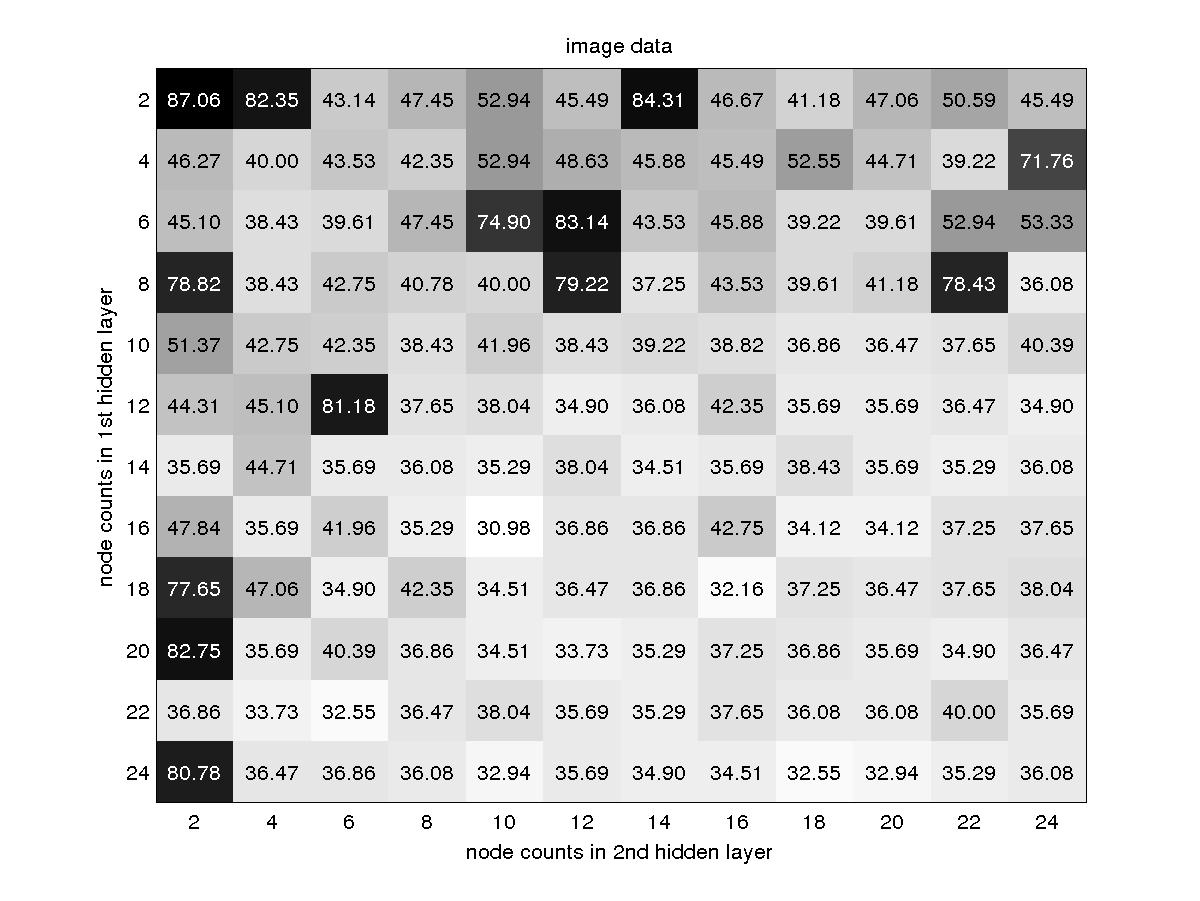 image data
2 87.06 82.35 43.14 47.45 52.94 45.49 84.31 46.67 41.18 47.06 50.59 45.49
4 46.27 40.00 43.53 42.35 52.94 48.63 45.88 45.49 52.55 44.71 39.22 71.76
6 45.10 38.43 39.61 47.45 74.90 83.14 43.53 45.88 39.22 39.61 52.94 53.33
8 78.82 38.43 42.75 40.78 40.00 79.22 37.25 43.53 39.61 41.18 78.43 36.08
10 51.37 42.75 42.35 38.43 41.96 38.43 39.22 38.82 36.86 36.47 37.65 40.39
12 44.31 45.10 81.18 37.65 38.04 34.90 36.08 42.35 35.69 35.69 36.47 34.90
14 35.69 44.71 35.69 36.08 35.29 38.04 34.51 35.69 38.43 35.69 35.29 36.08
16 47.84 35.69 41.96 35.29 30.98 36.86 36.86 42.75 34.12 34.12 37.25 37.65
18 77.65 47.06 34.90 42.35 34.51 36.47 36.86 32.16 37.25 36.47 37.65 38.04
20 82.75 35.69 40.39 36.86 34.51 33.73 35.29 37.25 36.86 35.69 34.90 36.47
22 36.86 33.73 32.55 36.47 38.04 35.69 35.29 37.65 36.08 36.08 40.00 35.69
24 80.78 36.47 36.86 36.08 32.94 35.69 34.90 34.51 32.55 32.94 35.29 36.08
2 4 6 8 10 12 14 16 18 20 22 24
node counts in 2nd hidden layer
node counts in 1st hidden layer